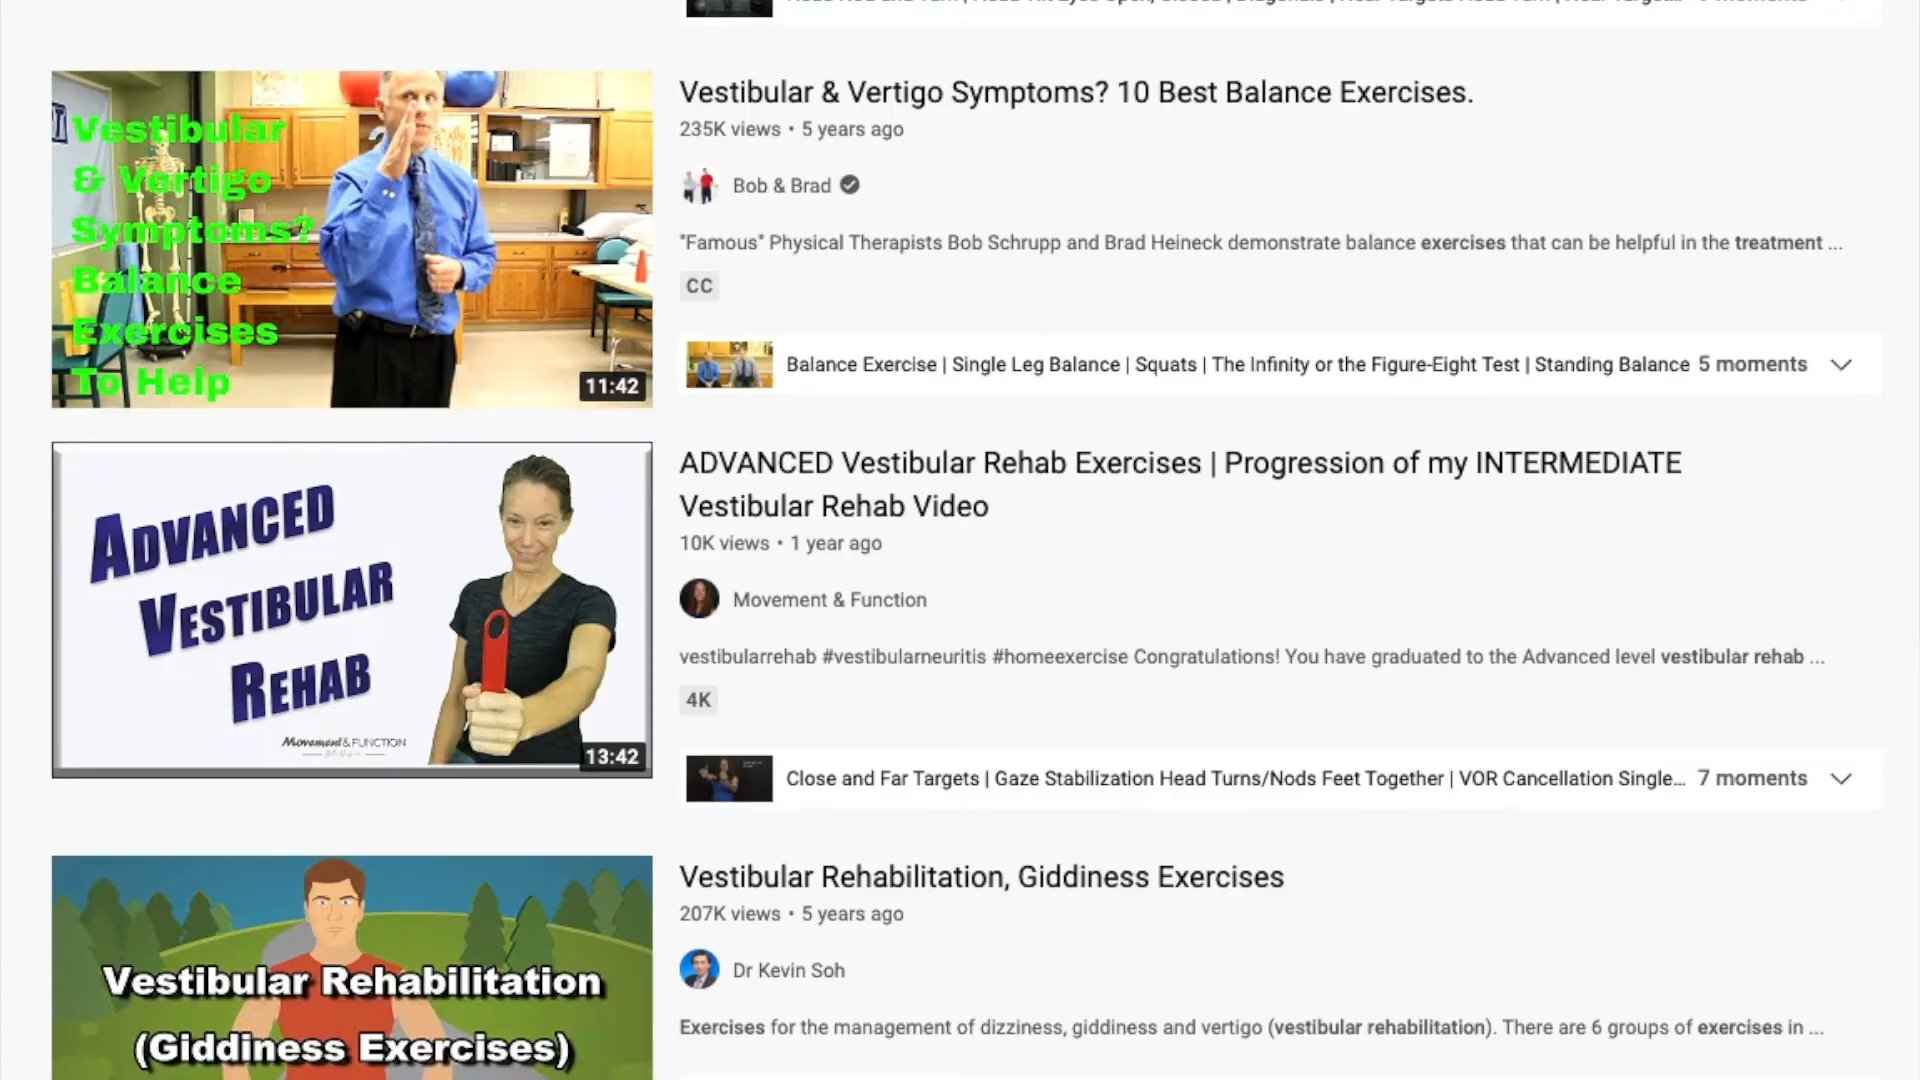 Vestibular & Vertigo Symptoms? 10 Best Balance Exercises.
235K views • 5 years ago
Bob & Brad
"Famous" Physical Therapists Bob Schrupp and Brad Heineck demonstrate balance exercises that can be helpful in the treatment ...
CC
Balance Exercise | Single Leg Balance | Squats | The Infinity or the Figure-Eight Test | Standing Balance 5 moments
Vestibular
& Vertigo
Symptoms?
Balance
Exercises
To Help
11:42
ADVANCED Vestibular Rehab Exercises | Progression of my INTERMEDIATE
Vestibular Rehab Video
10K views • 1 year ago
Movement & Function
vestibularrehab #vestibularneuritis #homeexercise Congratulations! You have graduated to the Advanced level vestibular rehab ...
4K
Close and Far Targets | Gaze Stabilization Head Turns/Nods Feet Together | VOR Cancellation Single... 7 moments
ADVANCED
VESTIBULAR
REHAB
Movement&FUNCTION
13:42
Vestibular Rehabilitation, Giddiness Exercises
207K views • 5 years ago
Dr Kevin Soh
Exercises for the management of dizziness, giddiness and vertigo (vestibular rehabilitation). There are 6 groups of exercises in ...
Vestibular Rehabilitation
(Giddiness Exercises)